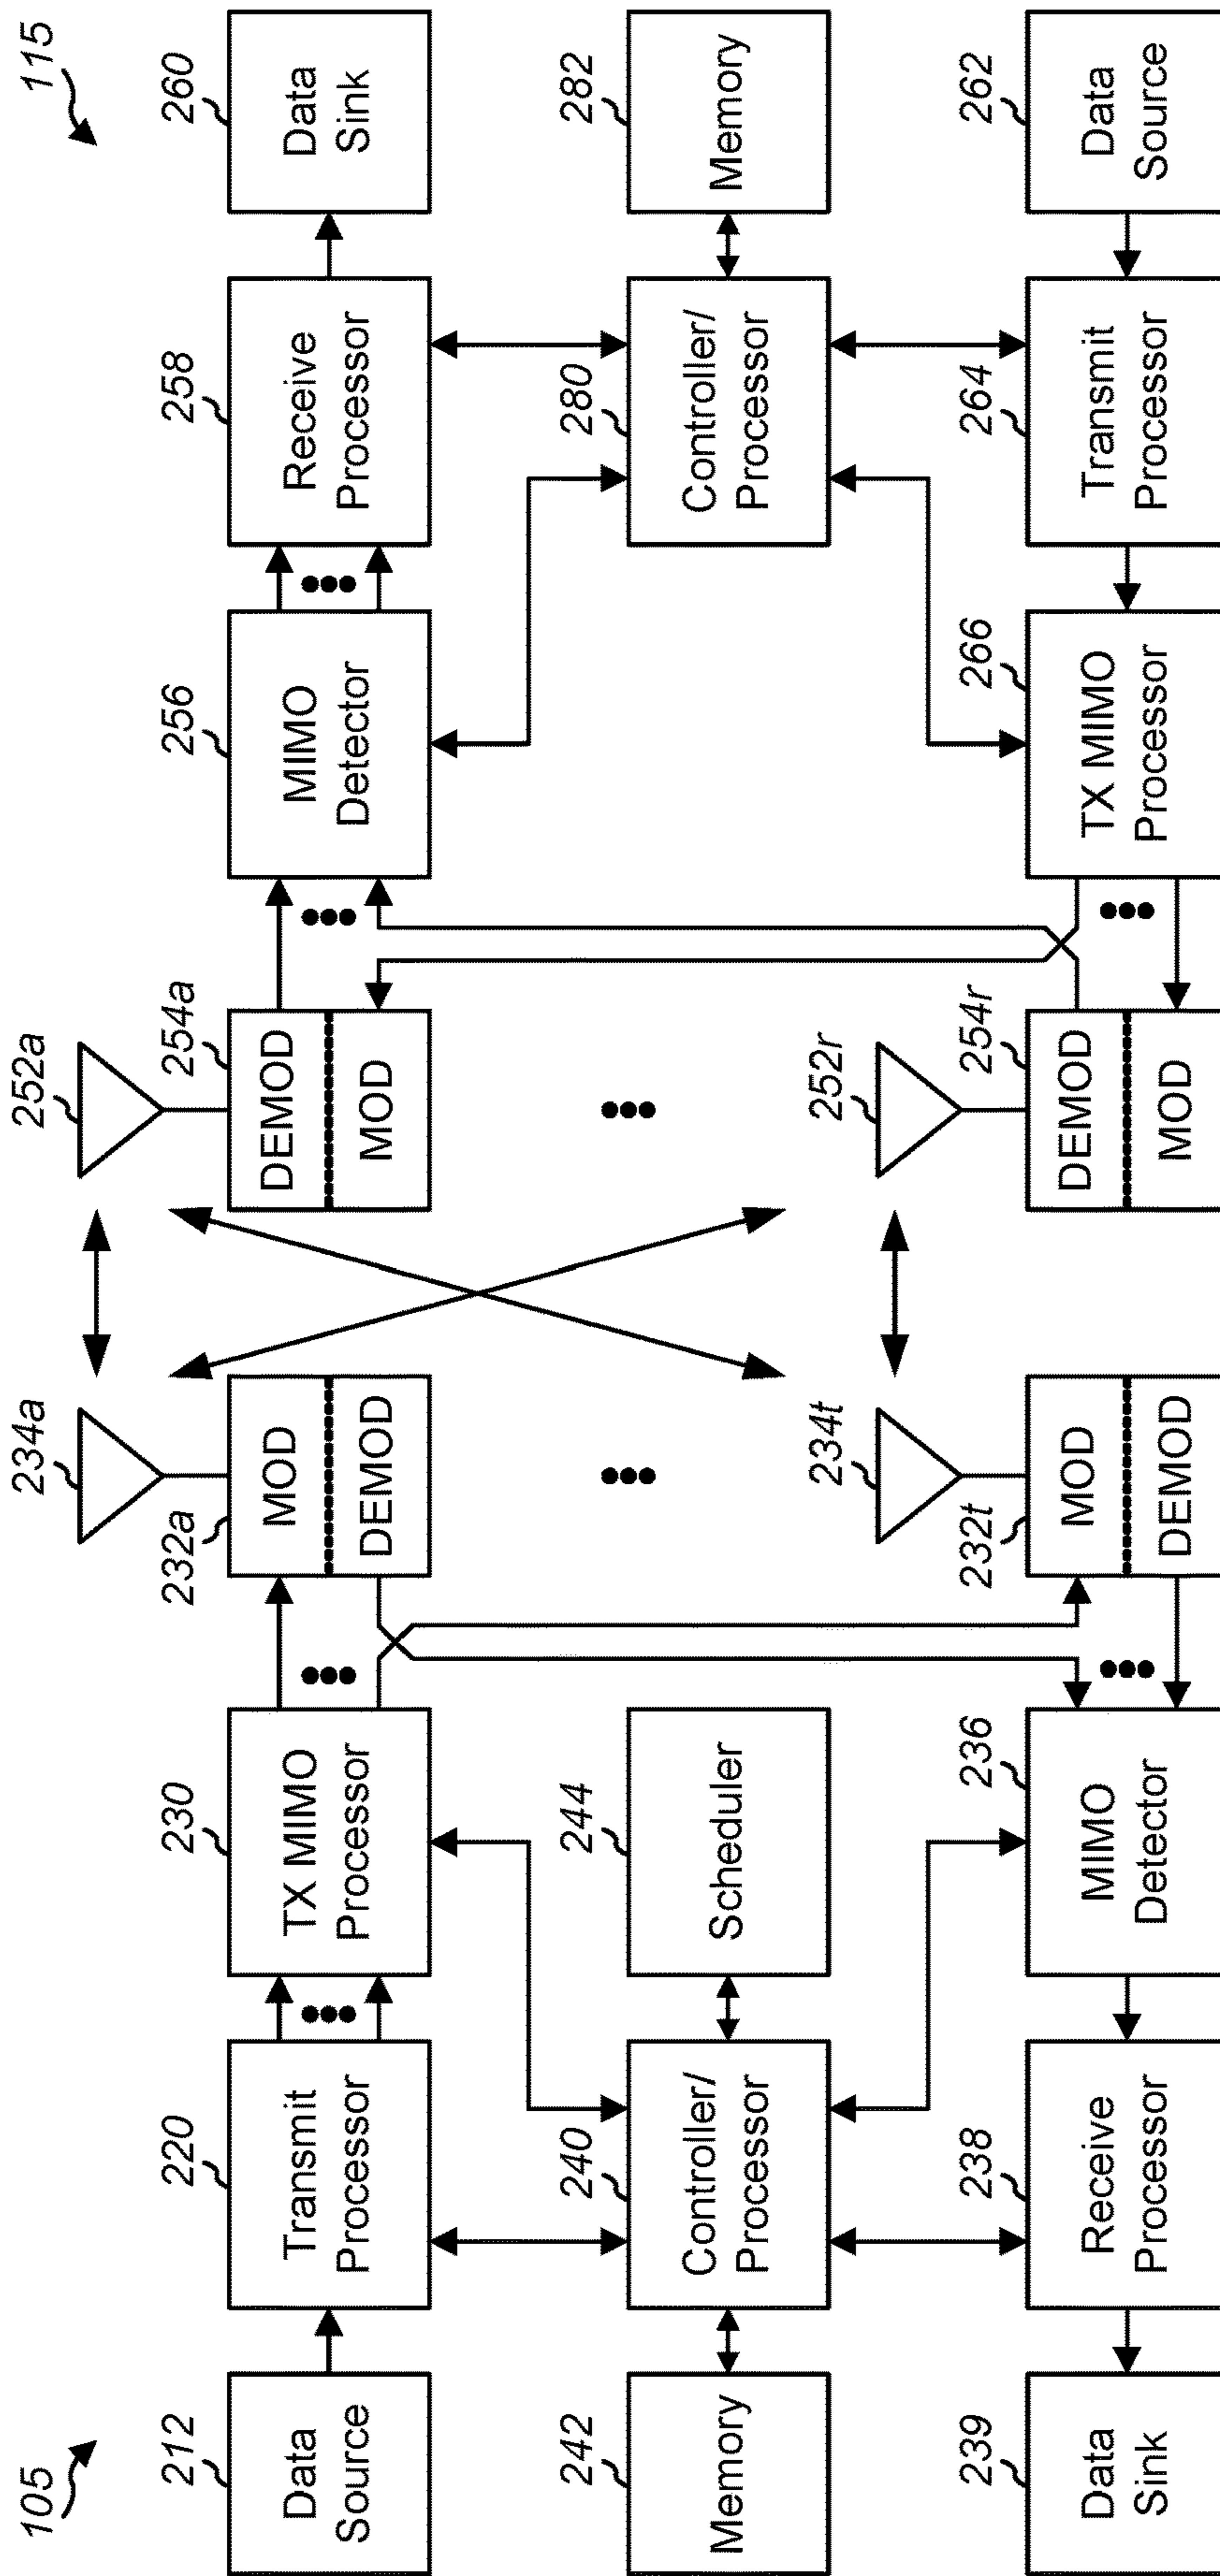 105
115
212
Data
Source
220
Transmit
Processor
230
TX MIMO
Processor
232a
MOD
DEMOD
234a
252a
254a
DEMOD
MOD
256
MIMO
Detector
258
Receive
Processor
260
Data
Sink
242
Memory
240
Controller/
Processor
244
Scheduler
280
Controller/
Processor
282
Memory
239
Data
Sink
238
Receive
Processor
236
MIMO
Detector
232t
MOD
DEMOD
234t
252r
254r
DEMOD
MOD
266
TX MIMO
Processor
264
Transmit
Processor
262
Data
Source